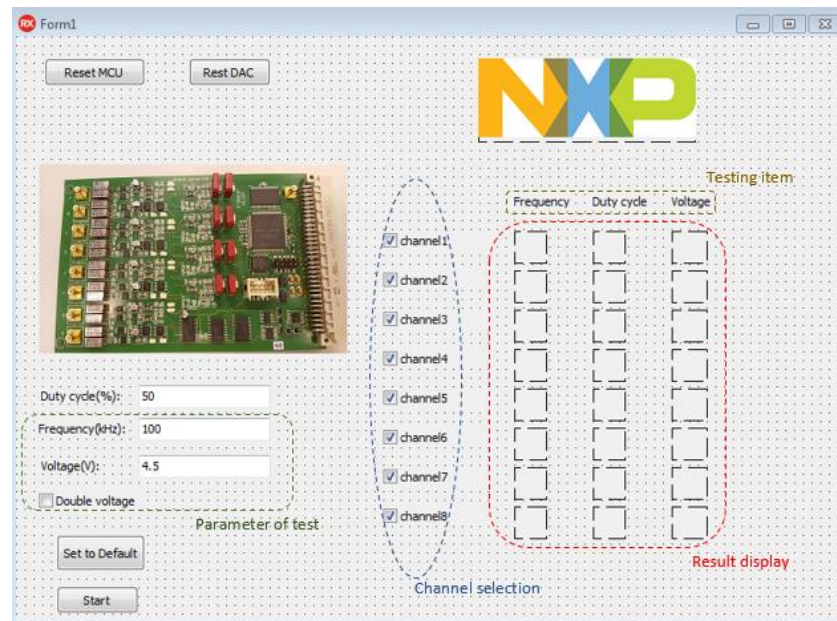 Form1
Reset MCU
Rest DAC
NXP
Testing item
Frequency Duty cycle Voltage
channel1
channel2
channel3
channel4
channel5
channel6
channel7
channel8
Duty cycle(%): 50
Frequency(kHz): 100
Voltage(V): 4.5
Double voltage
Parameter of test
Set to Default
Start
Channel selection
Result display